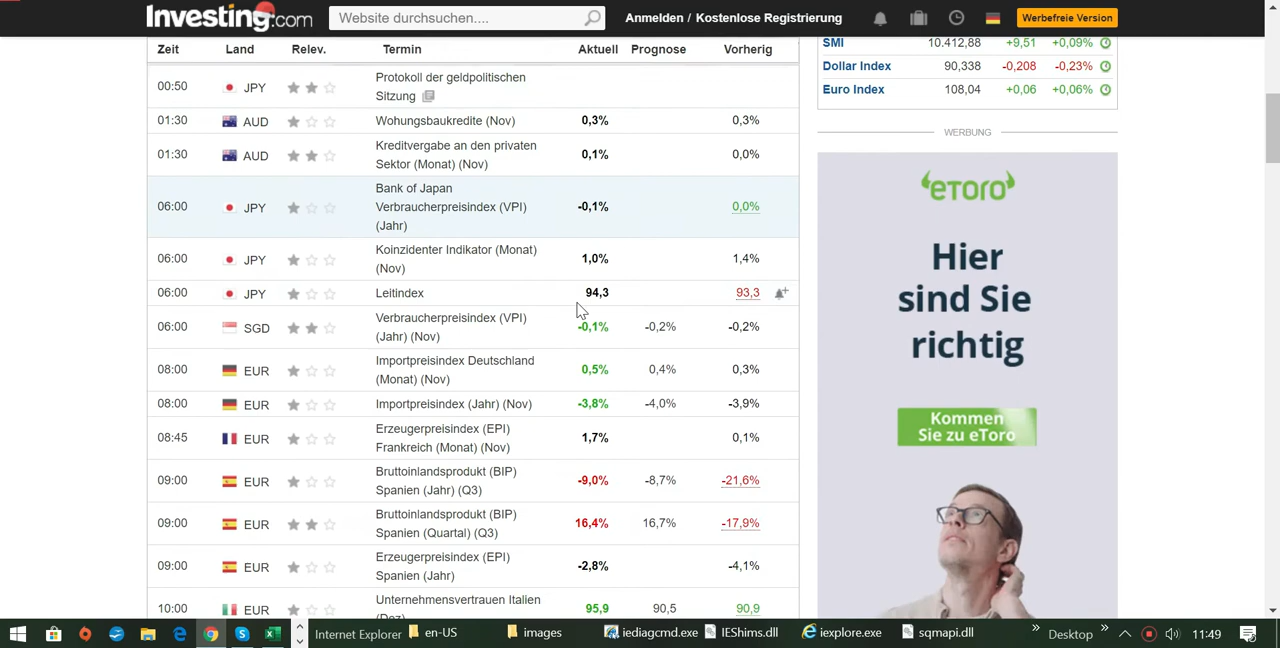 Investing.com
Website durchsuchen....
Anmelden / Kostenlose Registrierung
Werbefreie Version
Zeit Land Relev. Termin Aktuell Prognose Vorherig
00:50 JPY Protokoll der geldpolitischen
Sitzung
01:30 AUD Wohungsbaukredite (Nov) 0,3% 0,3%
01:30 AUD Kreditvergabe an den privaten
Sektor (Monat) (Nov) 0,1% 0,0%
06:00 JPY Bank of Japan
Verbraucherpreisindex (VPI)
(Jahr) -0,1% 0,0%
06:00 JPY Koinzidenter Indikator (Monat)
(Nov) 1,0% 1,4%
06:00 JPY Leitindex 94,3 93,3
06:00 SGD Verbraucherpreisindex (VPI)
(Jahr) (Nov) -0,1% -0,2% -0,2%
08:00 EUR Importpreisindex Deutschland
(Monat) (Nov) 0,5% 0,4% 0,3%
08:00 EUR Importpreisindex (Jahr) (Nov) -3,8% -4,0% -3,9%
08:45 EUR Erzeugerpreisindex (EPI)
Frankreich (Monat) (Nov) 1,7% 0,1%
09:00 EUR Bruttoinlandsprodukt (BIP)
Spanien (Jahr) (Q3) -9,0% -8,7% -21,6%
09:00 EUR Bruttoinlandsprodukt (BIP)
Spanien (Quartal) (Q3) 16,4% 16,7% -17,9%
09:00 EUR Erzeugerpreisindex (EPI)
Spanien (Jahr) -2,8% -4,1%
10:00 EUR Unternehmensvertrauen Italien
(Dez) 95,9 90,5 90,9
SMI 10.412,88 +9,51 +0,09%
Dollar Index 90,338 -0,208 -0,23%
Euro Index 108,04 +0,06 +0,06%
WERBUNG
eToro
Hier
sind Sie
richtig
Kommen
Sie zu eToro
Internet Explorer
en-US
images
iediagcmd.exe
IEShims.dll
iexplore.exe
sqmapi.dll
Desktop
11:49